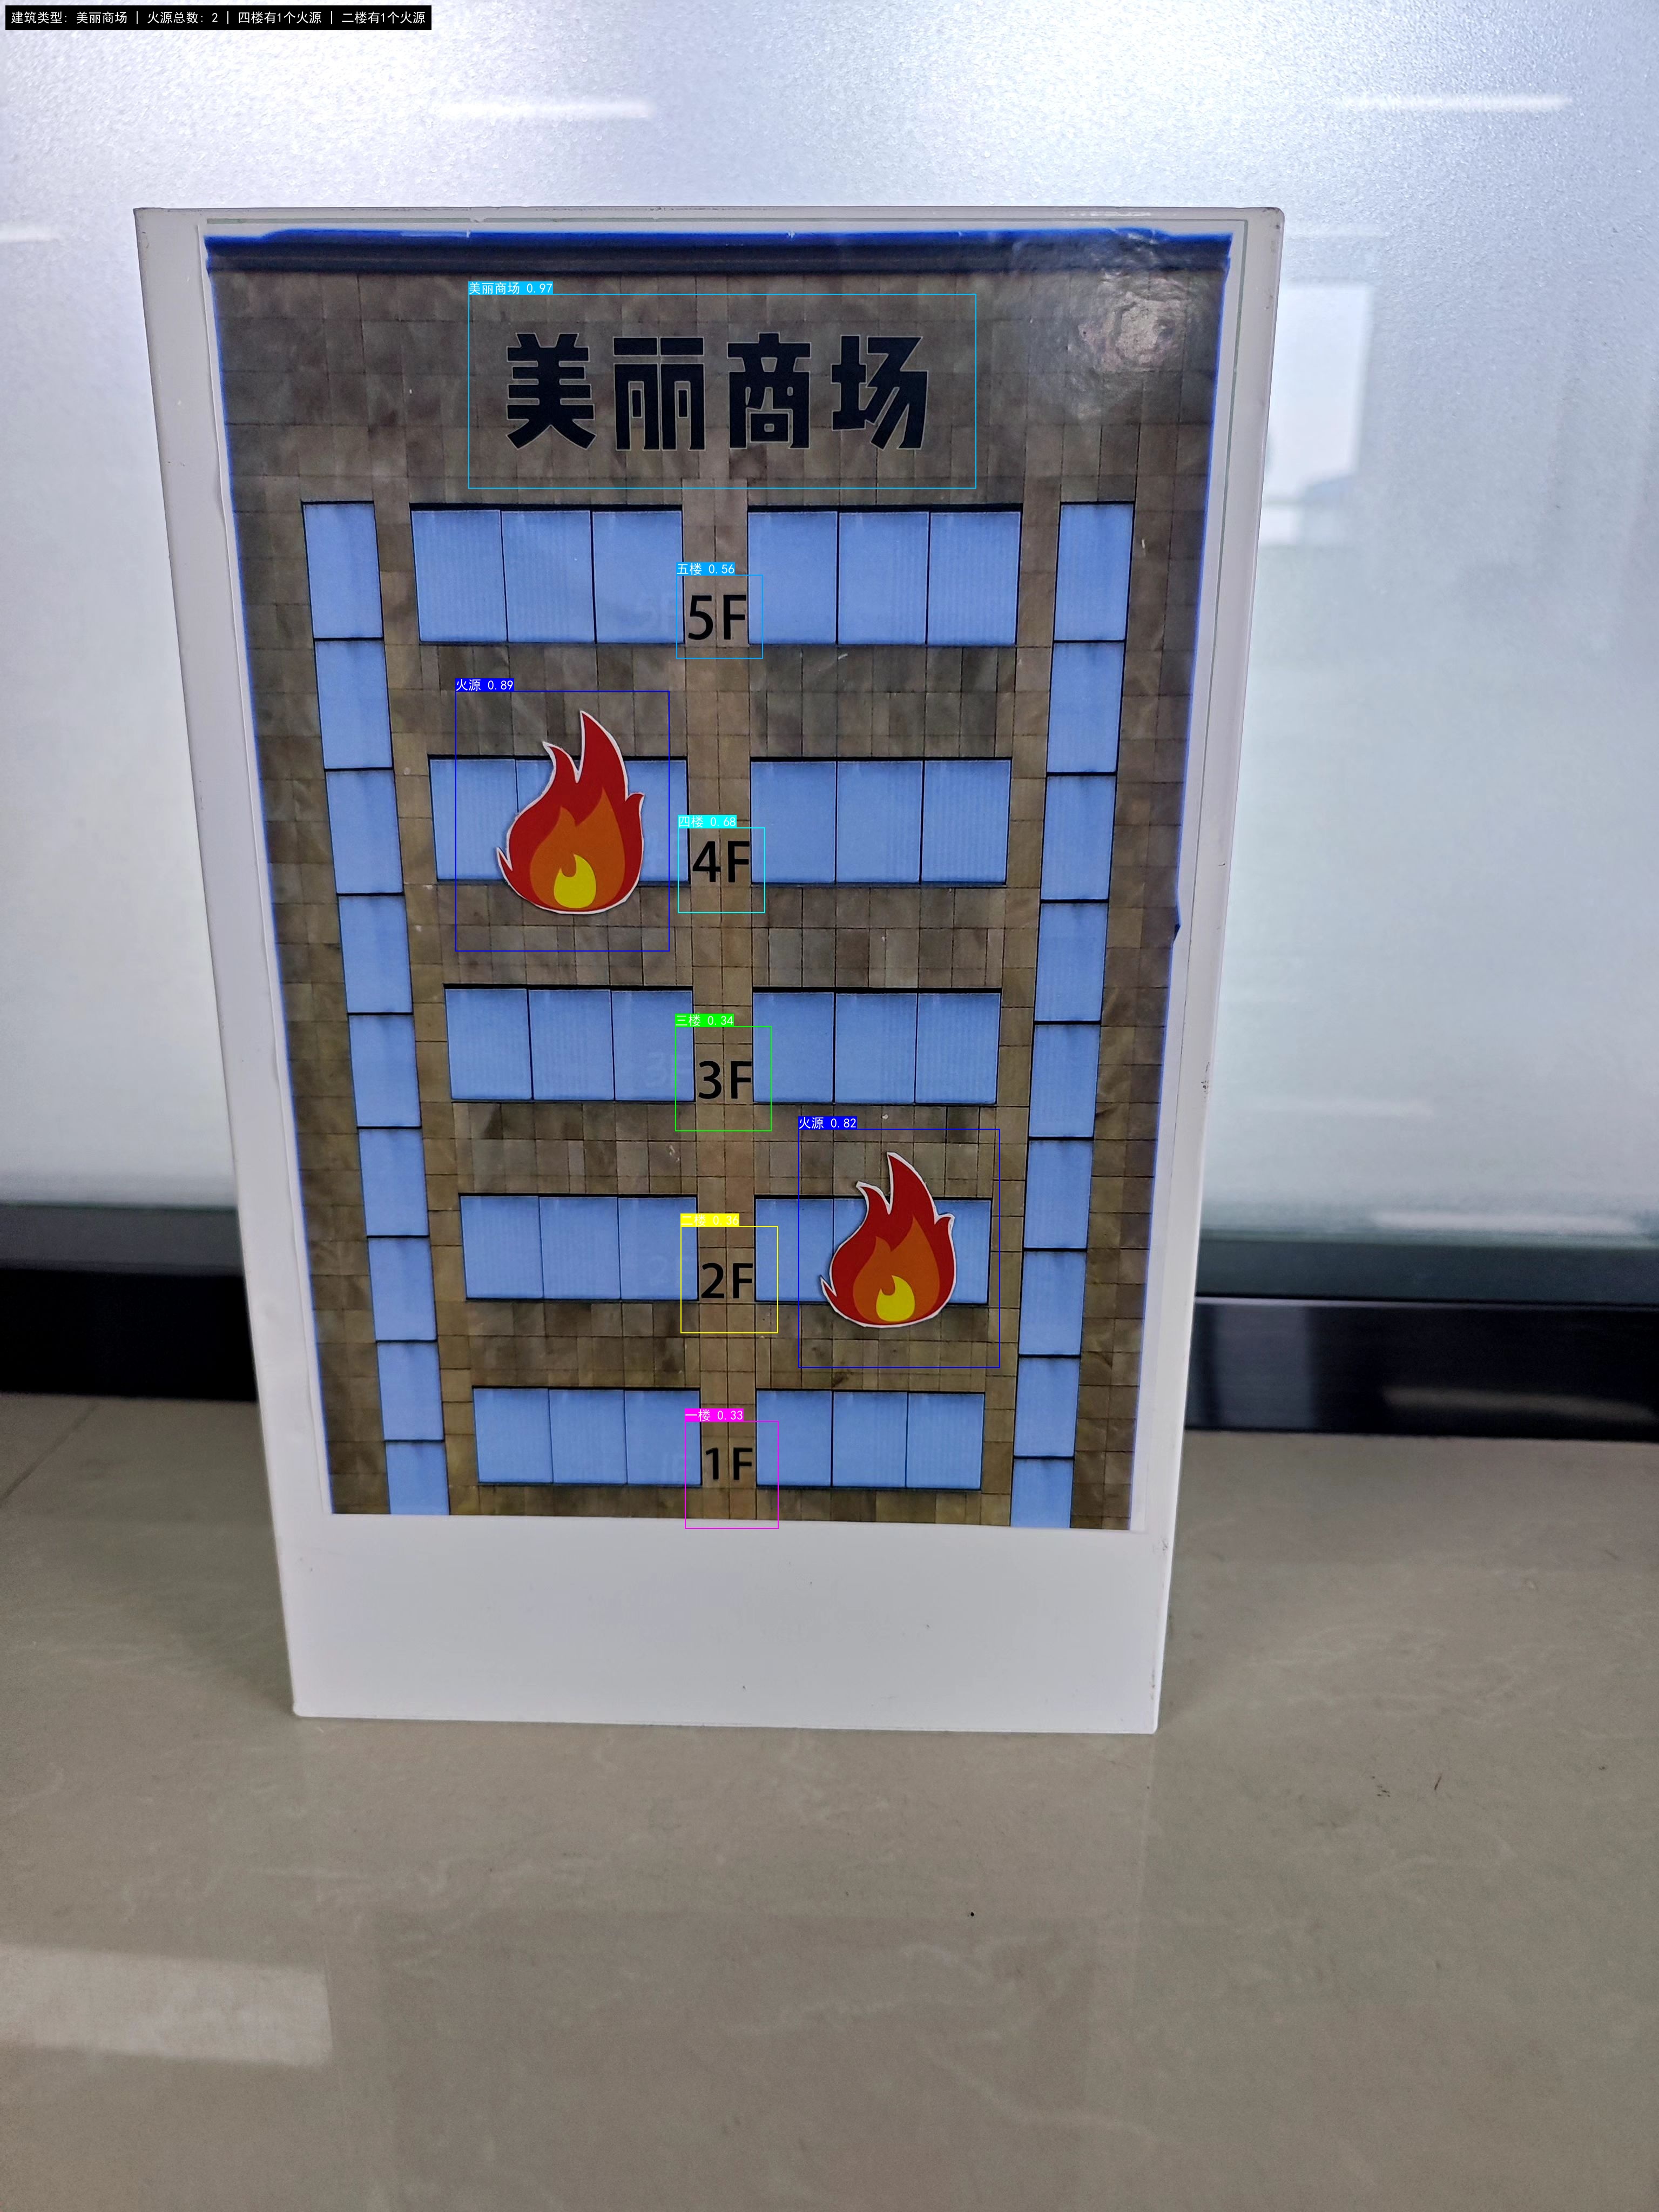 建筑类型: 美丽商场 | 火源总数: 2 | 四楼有1个火源 | 二楼有1个火源
美丽商场 0.97
美丽商场
五楼 0.56
5F
火源 0.89
四楼 0.68
4F
三楼 0.34
3F
火源 0.82
二楼
2F
一楼 0.33
1F